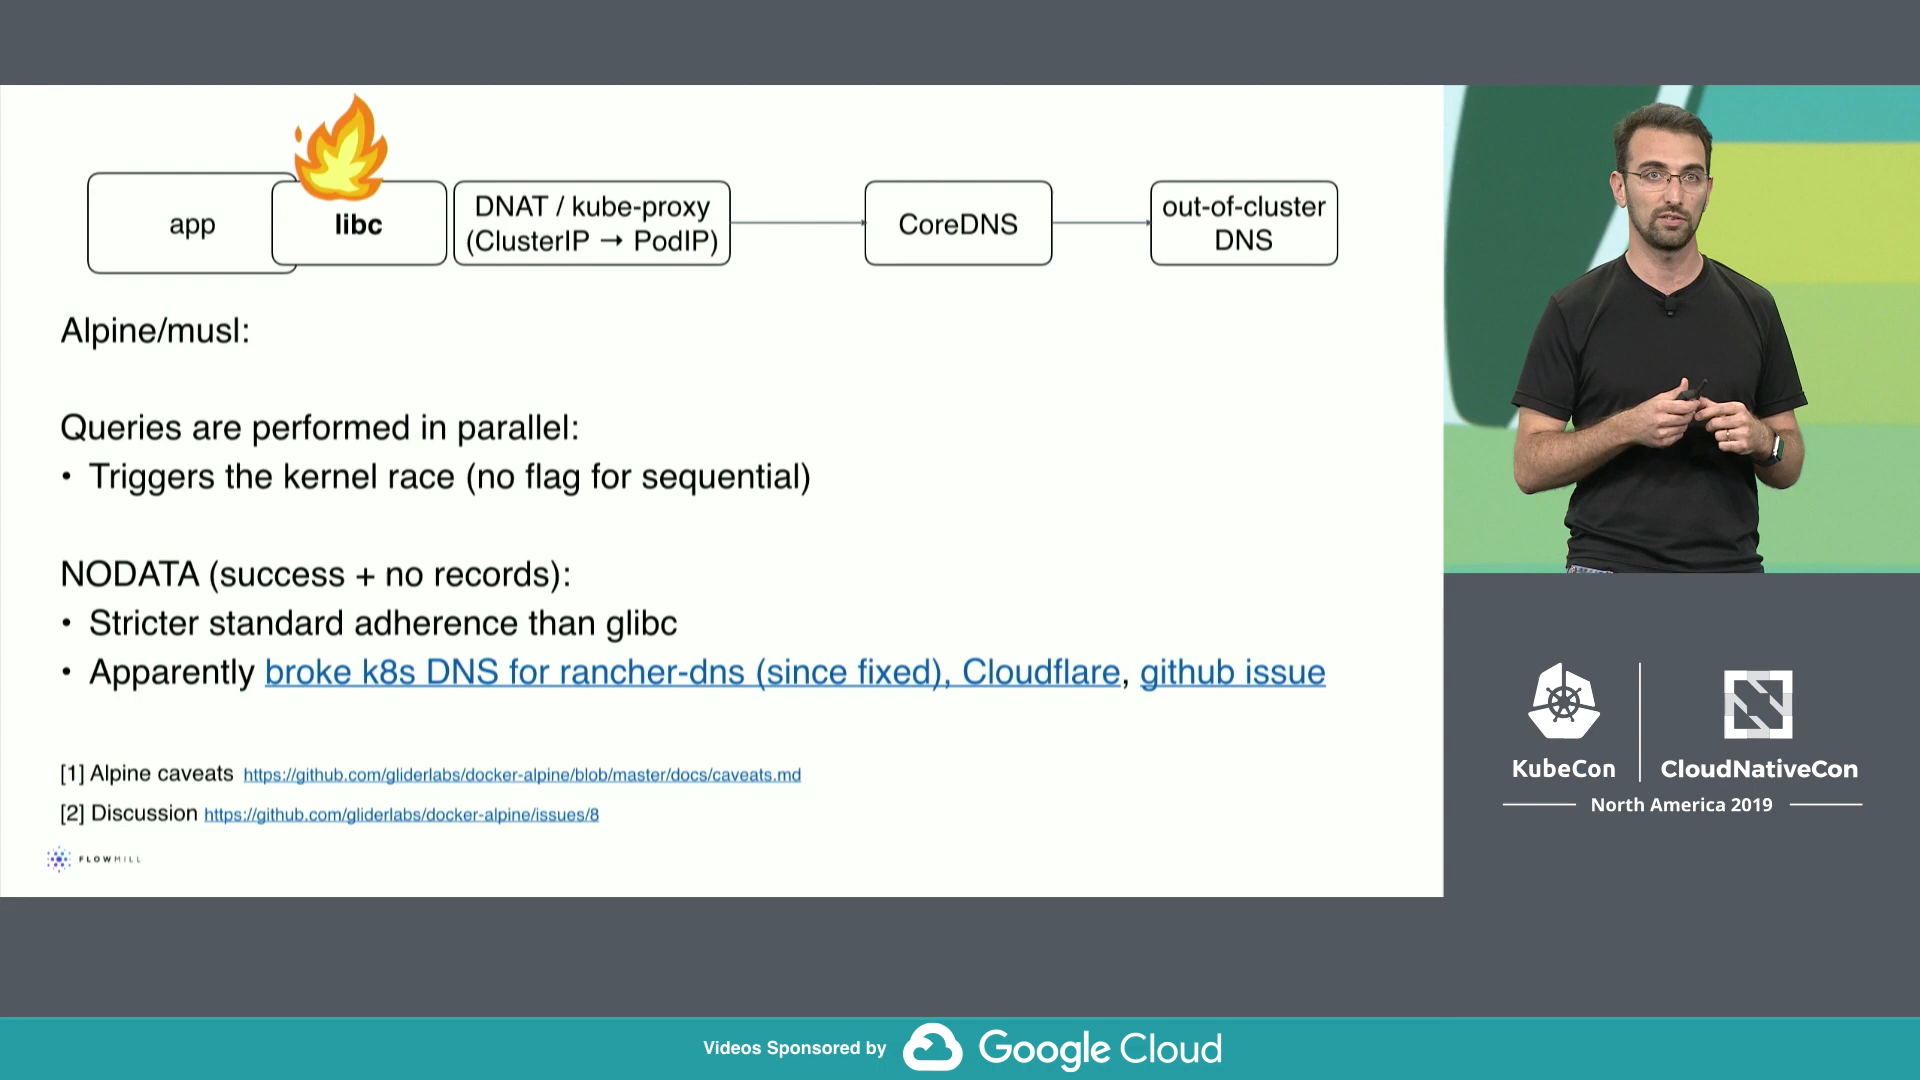 app
libc
DNAT / kube-proxy
(ClusterIP → PodIP)
CoreDNS
out-of-cluster
DNS
Alpine/musl:
Queries are performed in parallel:
• Triggers the kernel race (no flag for sequential)
NODATA (success + no records):
• Stricter standard adherence than glibc
• Apparently broke k8s DNS for rancher-dns (since fixed), Cloudflare, github issue
[1] Alpine caveats https://github.com/gliderlabs/docker-alpine/blob/master/docs/caveats.md
[2] Discussion https://github.com/gliderlabs/docker-alpine/issues/8
FLOWMILL
KubeCon
CloudNativeCon
North America 2019
Videos Sponsored by Google Cloud